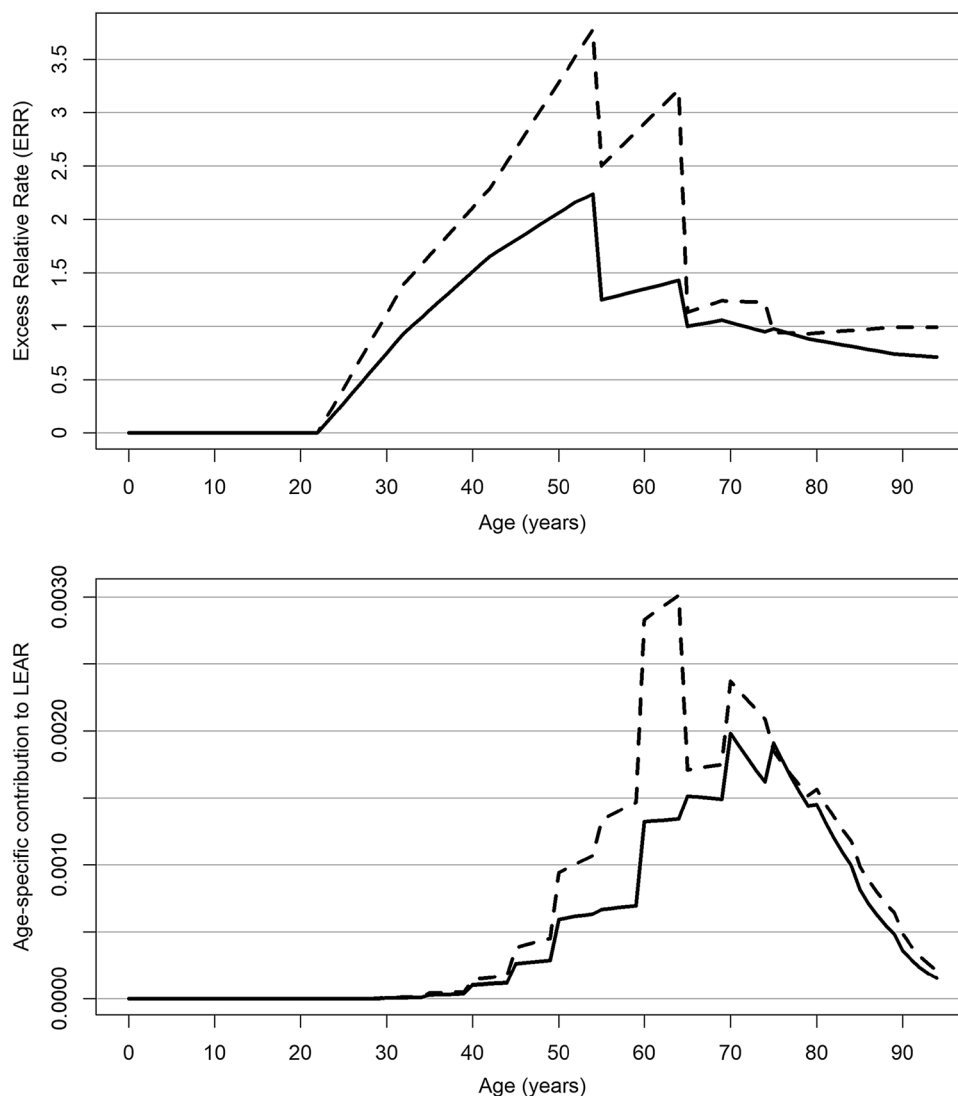 Excess Relative Rate (ERR)
3.5
3
2.5
2
1.5
1
0.5
0
0 10 20 30 40 50 60 70 80 90
Age (years)
Age-specific contribution to LEAR
0.0030
0.0020
0.0010
0.0000
0 10 20 30 40 50 60 70 80 90
Age (years)